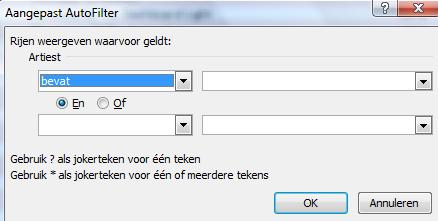 Aangepast AutoFilter
Rijen weergeven waarvoor geldt:
Artiest
bevat
En Of
Gebruik ? als jokerteken voor één teken
Gebruik * als jokerteken voor één of meerdere tekens
OK Annuleren